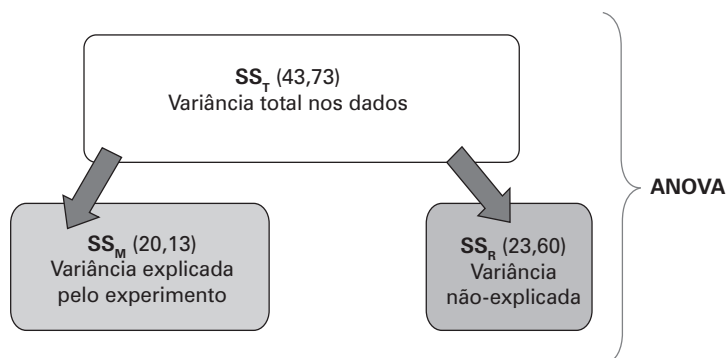 SS_T (43,73)
Variância total nos dados
ANOVA
SS_M (20,13)
Variância explicada
pelo experimento
SS_R (23,60)
Variância
não-explicada